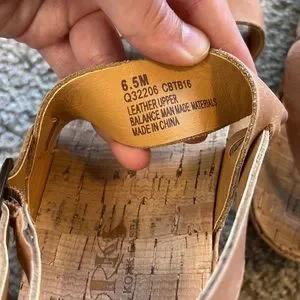 6.5M
Q32206 CBTB16
LEATHER UPPER
BALANCE MAN MADE MATERIALS
MADE IN CHINA